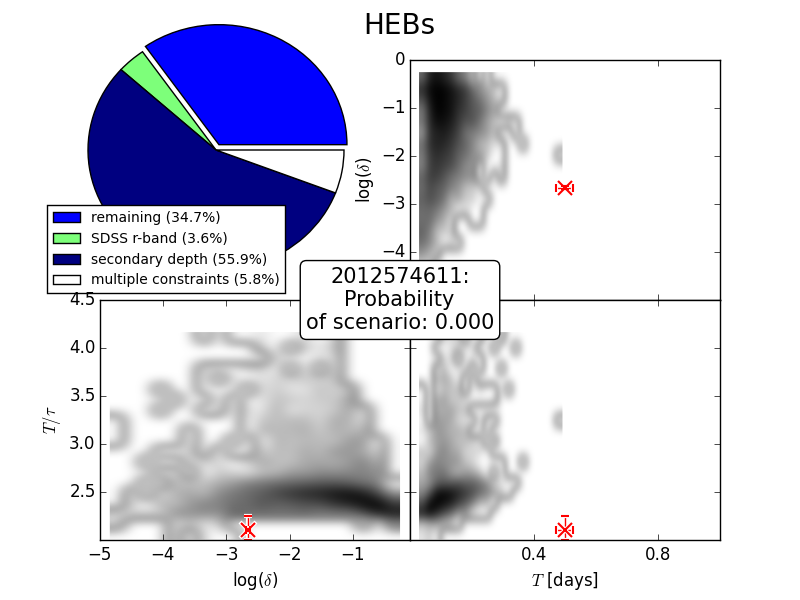 HEBs
remaining (34.7%)
SDSS r-band (3.6%)
secondary depth (55.9%)
multiple constraints (5.8%)
log(δ)
0
−1
−2
−3
−4
2012574611:
Probability
of scenario: 0.000
T/τ
4.5
4.0
3.5
3.0
2.5
−5 −4 −3 −2 −1
log(δ)
0.4 0.8
T [days]